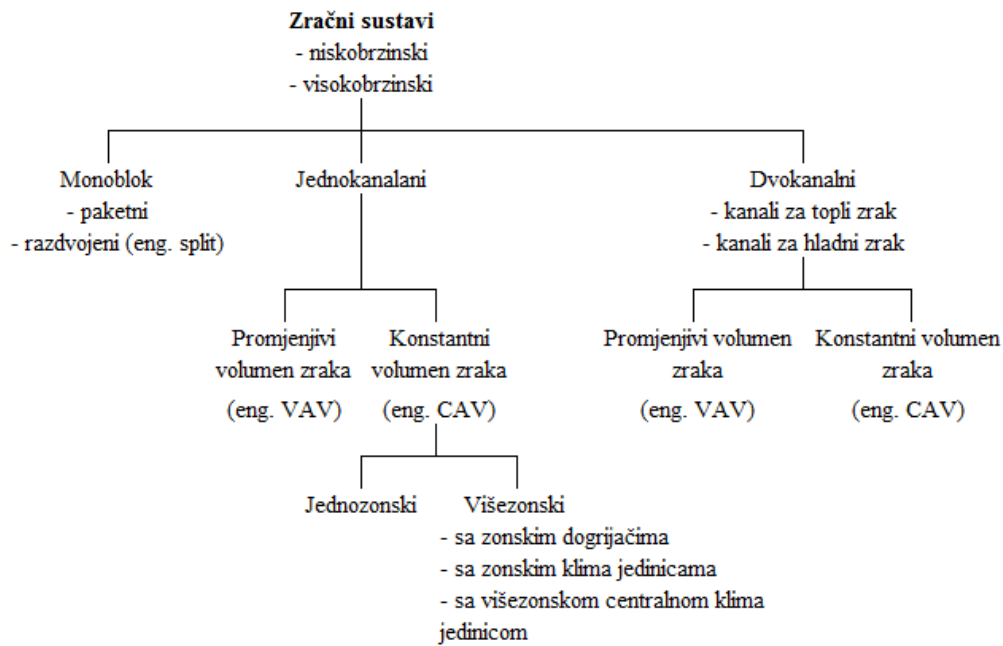 Zračni sustavi
- niskobrzinski
- visokobrzinski
Monoblok
- paketni
- razdvojeni (eng. split)
Jednokanalani
Dvokanalni
- kanali za topli zrak
- kanali za hladni zrak
Promjenjivi
volumen zraka
(eng. VAV)
Konstantni
volumen zraka
(eng. CAV)
Promjenjivi volumen
zraka
(eng. VAV)
Konstantni volumen
zraka
(eng. CAV)
Jednozonski
Višezonski
- sa zonskim dogrijačima
- sa zonskim klima jedinicama
- sa višezonskom centralnom klima
jedinicom